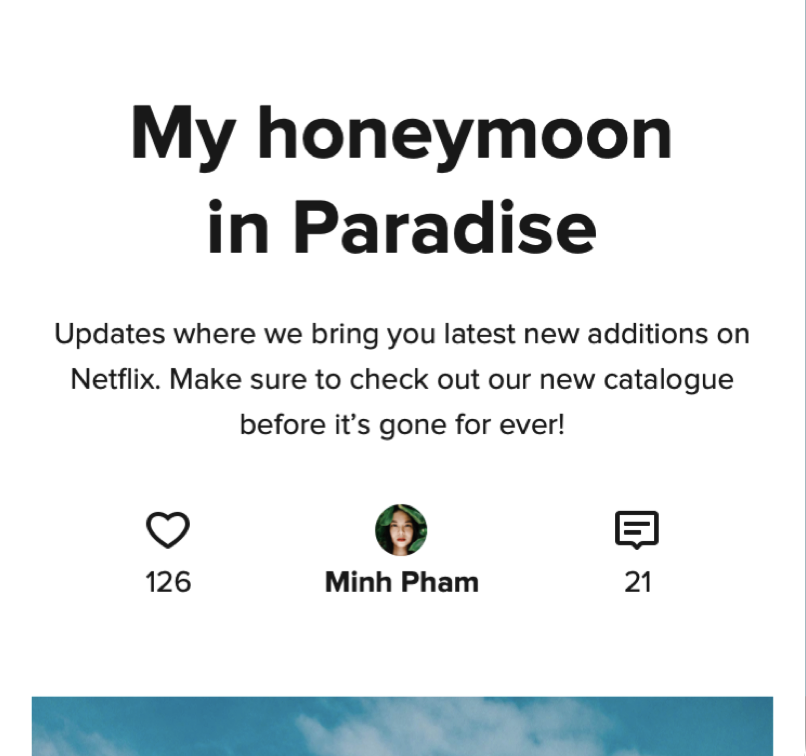 My honeymoon
in Paradise
Updates where we bring you latest new additions on
Netflix. Make sure to check out our new catalogue
before it’s gone for ever!
126
Minh Pham
21